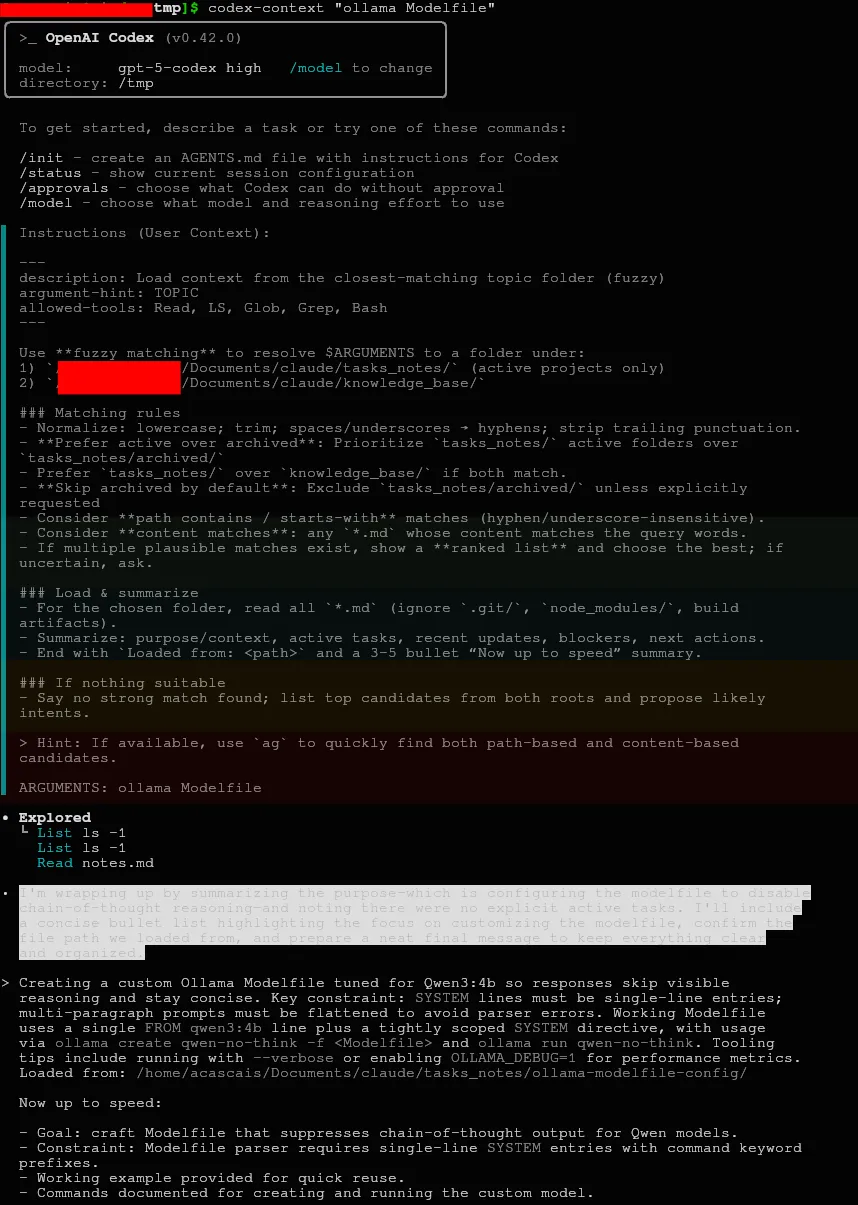 tmp]$ codex-context "ollama Modelfile"
>_ OpenAI Codex (v0.42.0)
model: gpt-5-codex high /model to change
directory: /tmp
To get started, describe a task or try one of these commands:
/init - create an AGENTS.md file with instructions for Codex
/status - show current session configuration
/approvals - choose what Codex can do without approval
/model - choose what model and reasoning effort to use
Instructions (User Context):
---
description: Load context from the closest-matching topic folder (fuzzy)
argument-hint: TOPIC
allowed-tools: Read, LS, Glob, Grep, Bash
---
Use **fuzzy matching** to resolve $ARGUMENTS to a folder under:
1) `/Documents/claude/tasks_notes/` (active projects only)
2) `/Documents/claude/knowledge_base/`
### Matching rules
- Normalize: lowercase; trim; spaces/underscores → hyphens; strip trailing punctuation.
- **Prefer active over archived**: Prioritize `tasks_notes/` active folders over
`tasks_notes/archived/`
- Prefer `tasks_notes/` over `knowledge_base/` if both match.
- **Skip archived by default**: Exclude `tasks_notes/archived/` unless explicitly
requested
- Consider **path contains / starts-with** matches (hyphen/underscore-insensitive).
- Consider **content matches**: any `*.md` whose content matches the query words.
- If multiple plausible matches exist, show a **ranked list** and choose the best; if
uncertain, ask.
### Load & summarize
- For the chosen folder, read all `*.md` (ignore `.git/`, `node_modules/`, build
artifacts).
- Summarize: purpose/context, active tasks, recent updates, blockers, next actions.
- End with `Loaded from: <path>` and a 3-5 bullet “Now up to speed” summary.
### If nothing suitable
- Say no strong match found; list top candidates from both roots and propose likely
intents.
> Hint: If available, use `ag` to quickly find both path-based and content-based
candidates.
ARGUMENTS: ollama Modelfile
• Explored
└ List ls -1
List ls -1
Read notes.md
• I'm wrapping up by summarizing the purpose-which is configuring the modelfile to disable
chain-of-thought reasoning-and noting there were no explicit active tasks. I'll include
a concise bullet list highlighting the focus on customizing the modelfile, confirm the
file path we loaded from, and prepare a neat final message to keep everything clear
and organized.
> Creating a custom Ollama Modelfile tuned for Qwen3:4b so responses skip visible
reasoning and stay concise. Key constraint: SYSTEM lines must be single-line entries;
multi-paragraph prompts must be flattened to avoid parser errors. Working Modelfile
uses a single FROM qwen3:4b line plus a tightly scoped SYSTEM directive, with usage
via ollama create qwen-no-think -f <Modelfile> and ollama run qwen-no-think. Tooling
tips include running with --verbose or enabling OLLAMA_DEBUG=1 for performance metrics.
Loaded from: /home/acascais/Documents/claude/tasks_notes/ollama-modelfile-config/
Now up to speed:
- Goal: craft Modelfile that suppresses chain-of-thought output for Qwen models.
- Constraint: Modelfile parser requires single-line SYSTEM entries with command keyword
prefixes.
- Working example provided for quick reuse.
- Commands documented for creating and running the custom model.